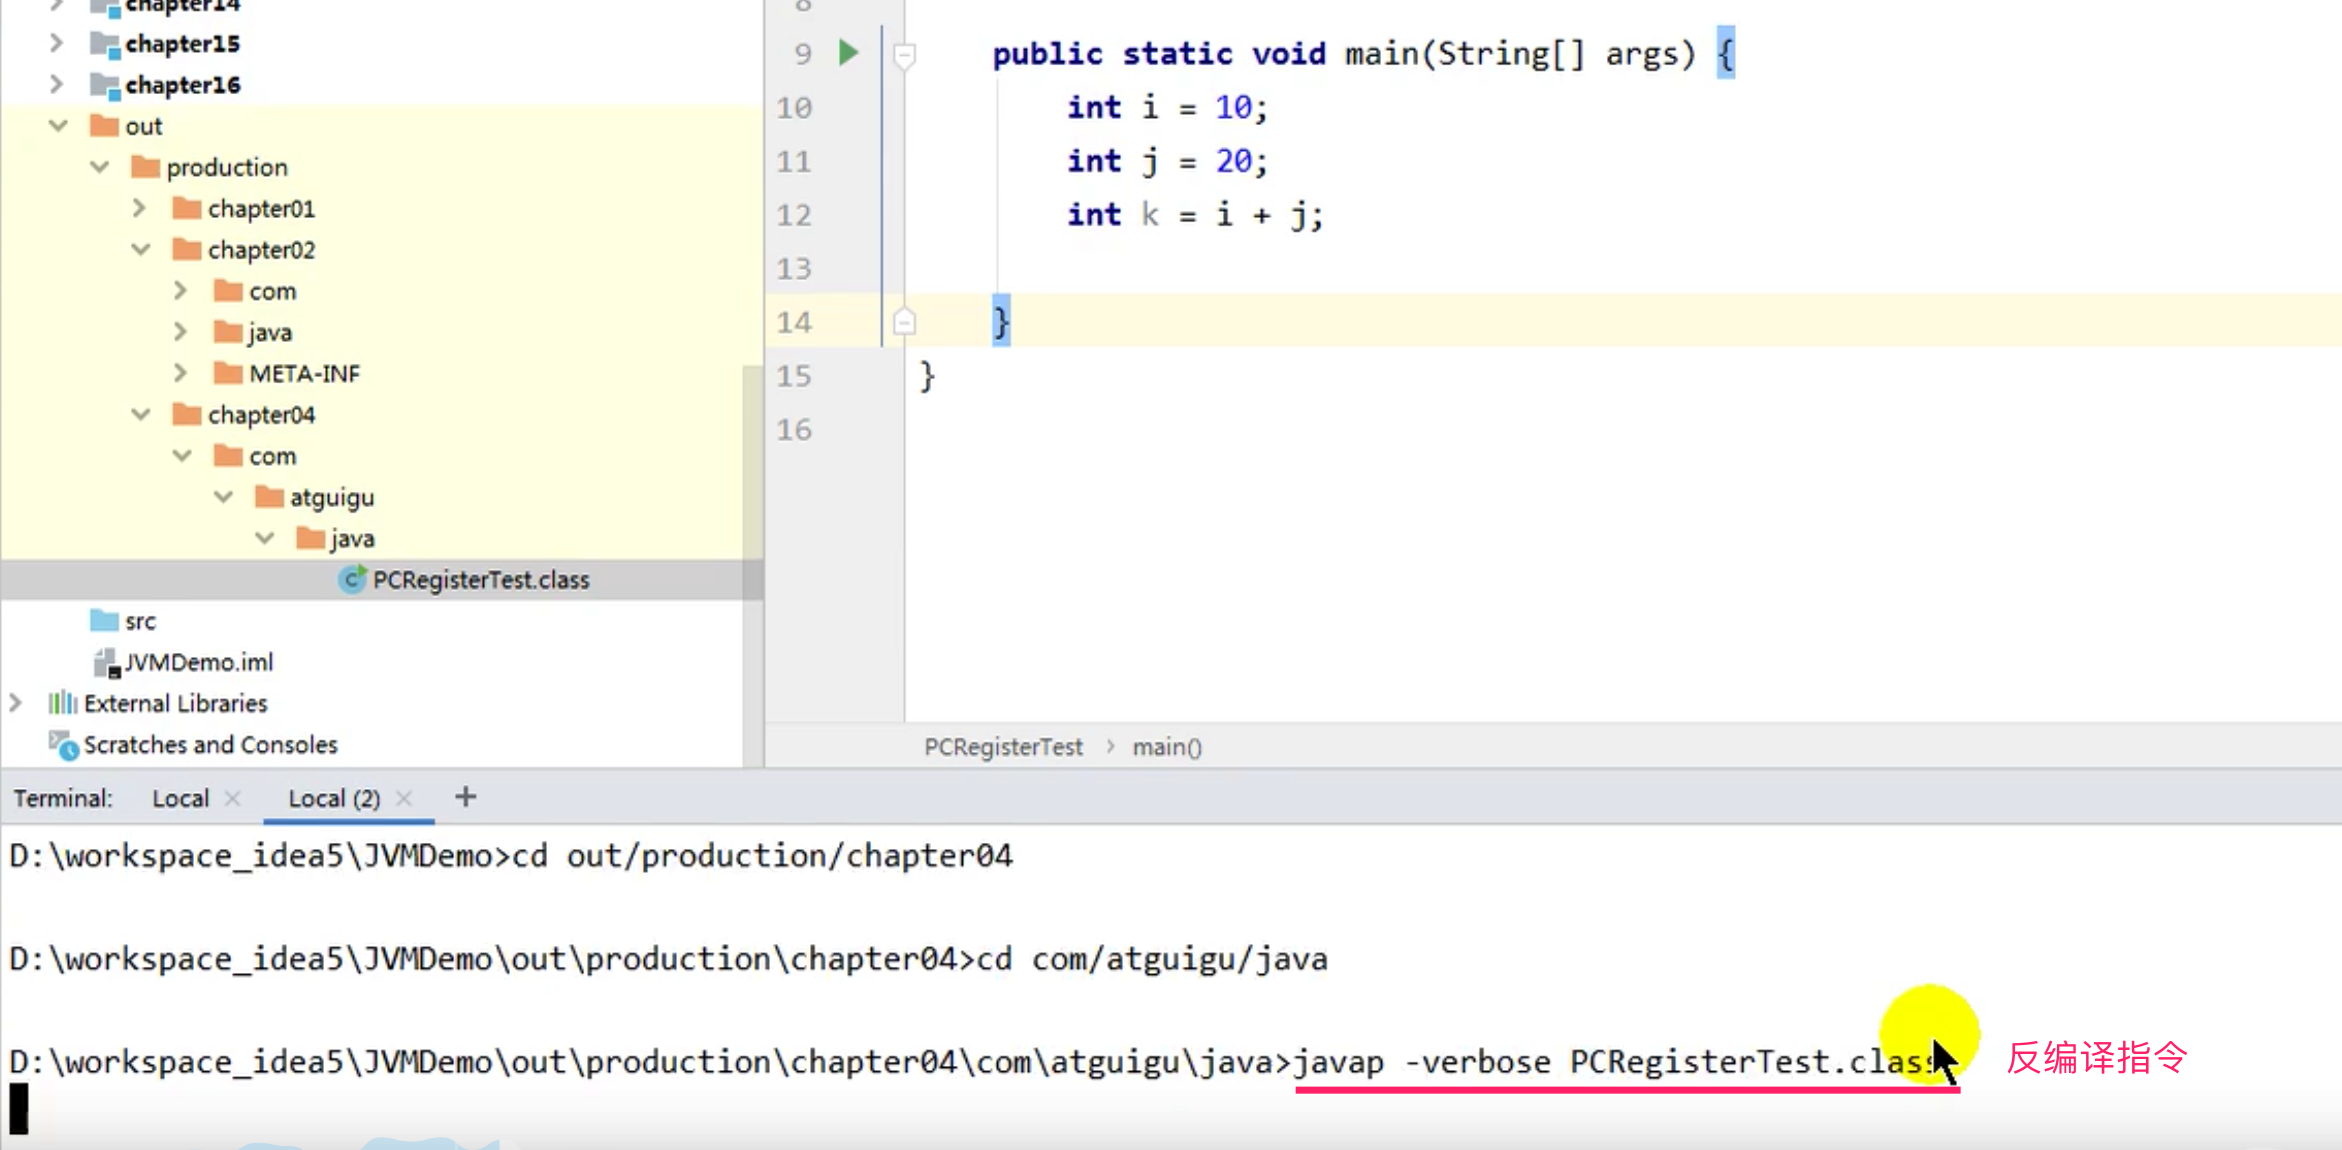 chapter14
chapter15
chapter16
out
production
chapter01
chapter02
com
java
META-INF
chapter04
com
atguigu
java
PCRegisterTest.class
src
JVMDemo.iml
External Libraries
Scratches and Consoles
8
9 public static void main(String[] args) {
10 int i = 10;
11 int j = 20;
12 int k = i + j;
13
14 }
15 }
16
PCRegisterTest > main()
Terminal: Local × Local (2) × +
D:\workspace_idea5\JVMDemo>cd out/production/chapter04
D:\workspace_idea5\JVMDemo\out\production\chapter04>cd com/atguigu/java
D:\workspace_idea5\JVMDemo\out\production\chapter04\com\atguigu\java>javap -verbose PCRegisterTest.class
反编译指令